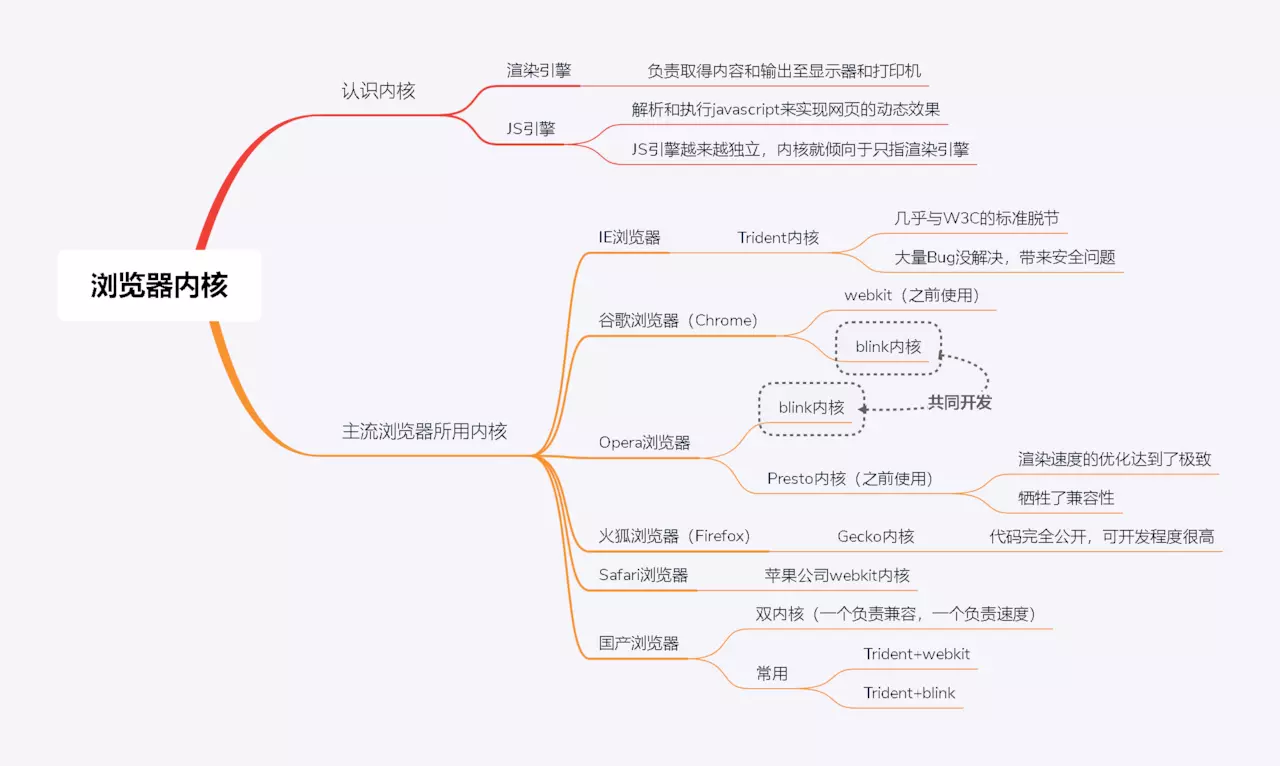 浏览器内核
认识内核
渲染引擎
负责取得内容和输出至显示器和打印机
JS引擎
解析和执行javascript来实现网页的动态效果
JS引擎越来越独立，内核就倾向于只指渲染引擎
主流浏览器所用内核
IE浏览器
Trident内核
几乎与W3C的标准脱节
大量Bug没解决，带来安全问题
谷歌浏览器（Chrome）
webkit（之前使用）
blink内核
共同开发
Opera浏览器
blink内核
Presto内核（之前使用）
渲染速度的优化达到了极致
牺牲了兼容性
火狐浏览器（Firefox）
Gecko内核
代码完全公开，可开发程度很高
Safari浏览器
苹果公司webkit内核
国产浏览器
双内核（一个负责兼容，一个负责速度）
常用
Trident+webkit
Trident+blink